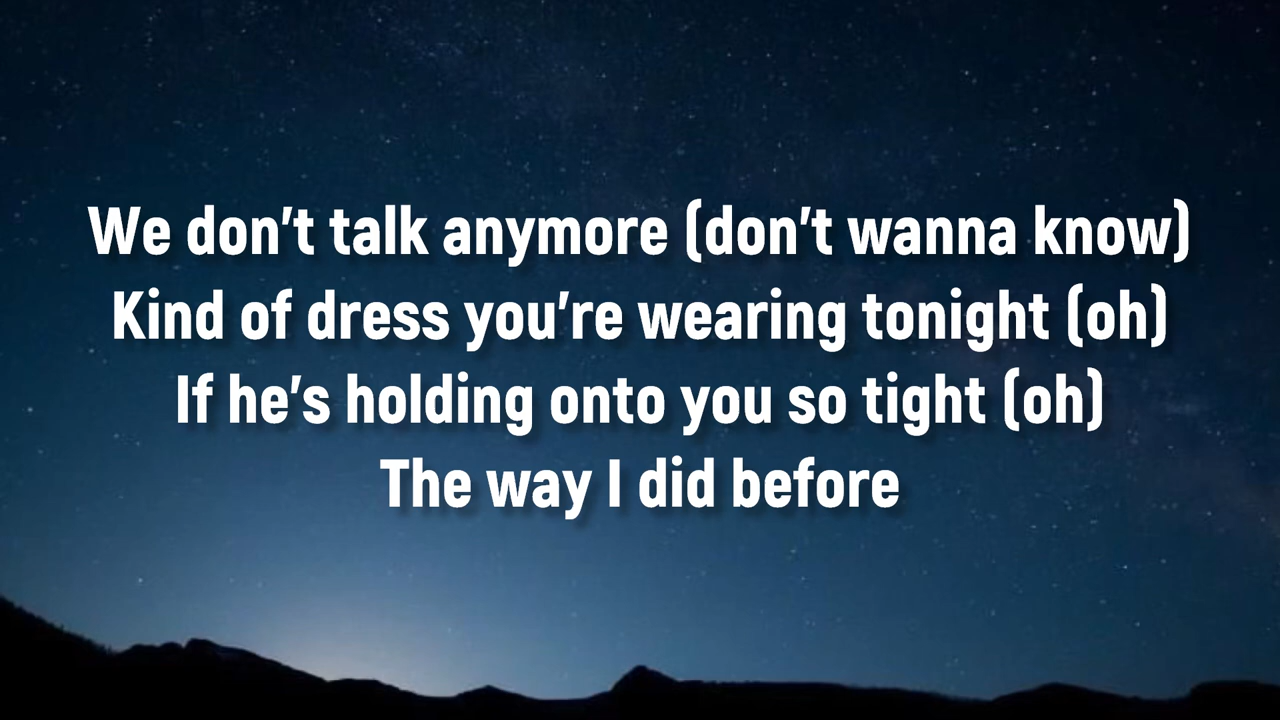 We don't talk anymore (don't wanna know)
Kind of dress you're wearing tonight (oh)
If he's holding onto you so tight (oh)
The way I did before